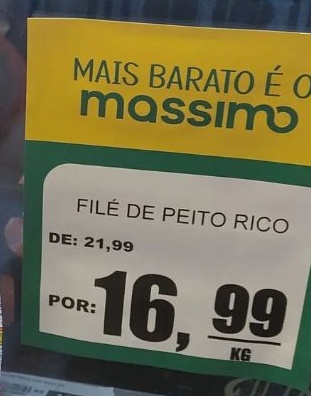 MAIS BARATO É O
massimo
FILÉ DE PEITO RICO
DE: 21,99
POR: 16,99
KG